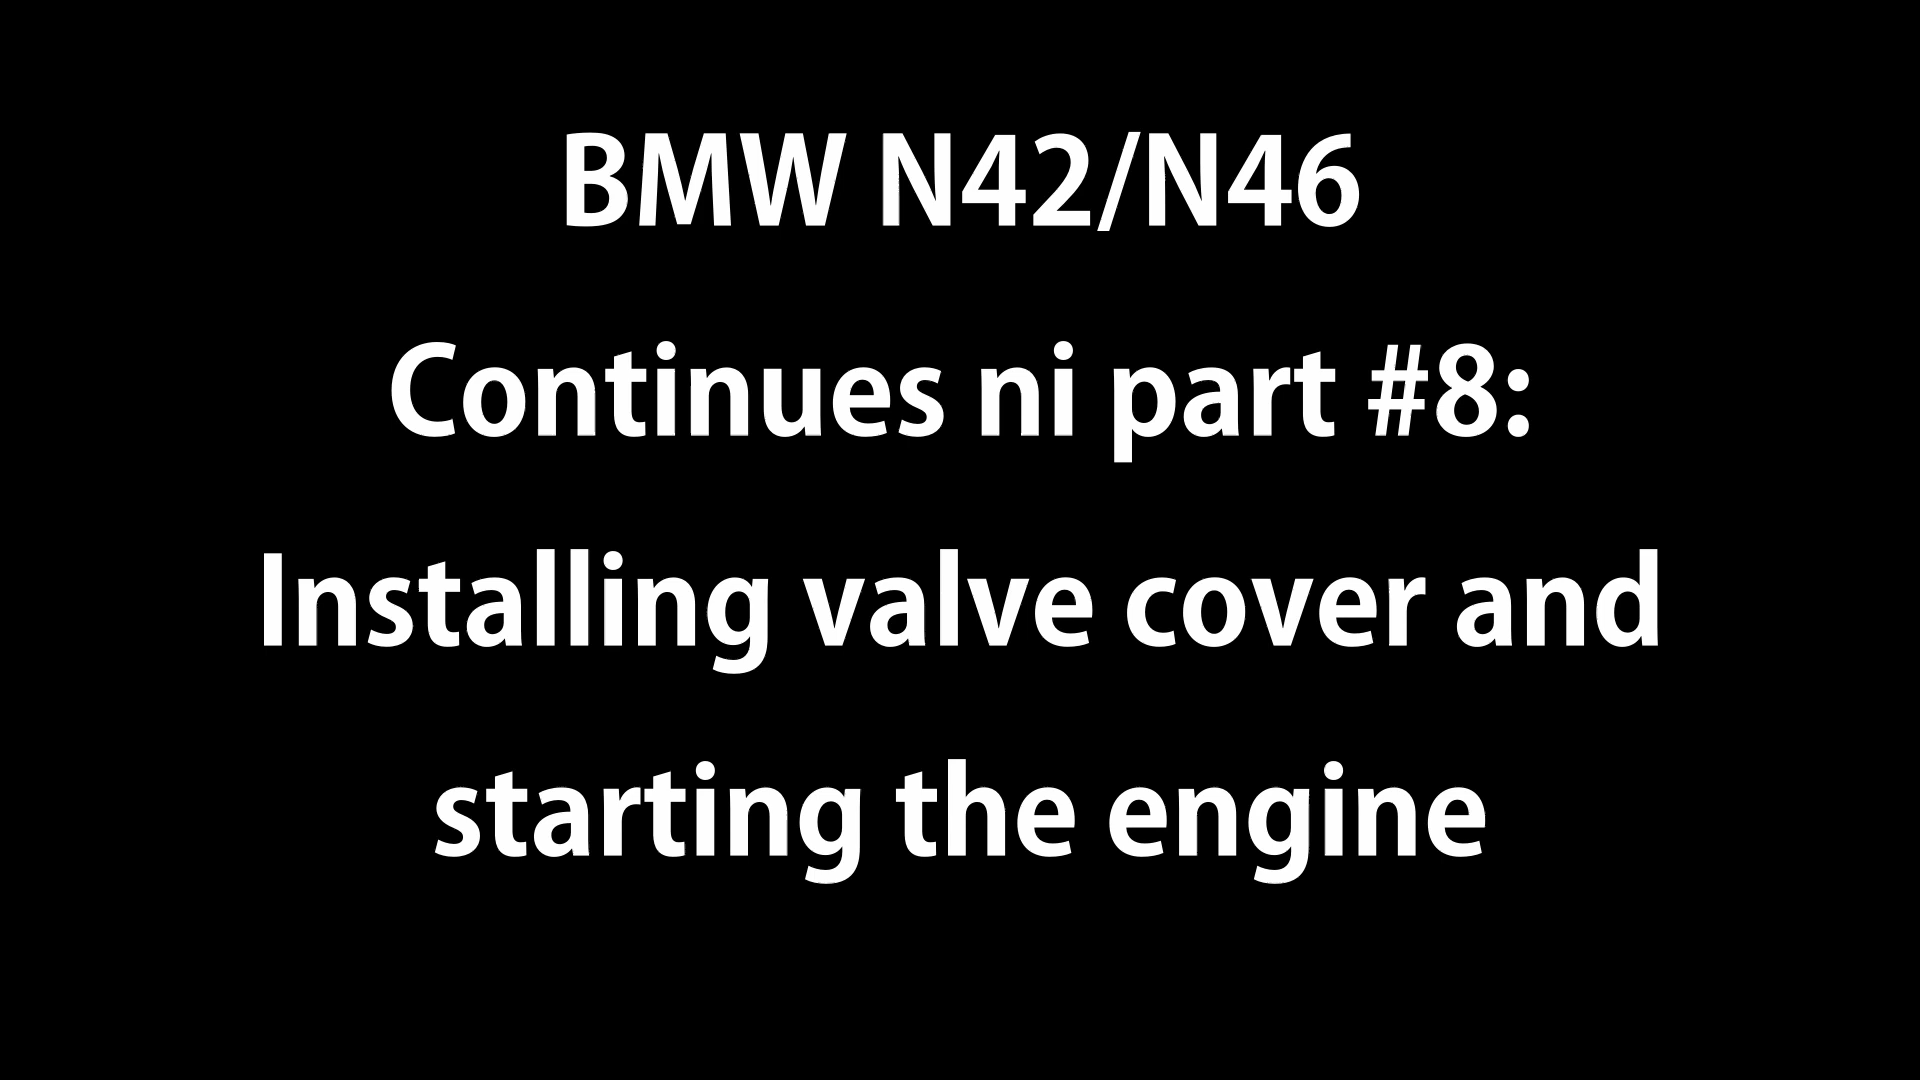 BMW N42/N46
Continues ni part #8:
Installing valve cover and
starting the engine